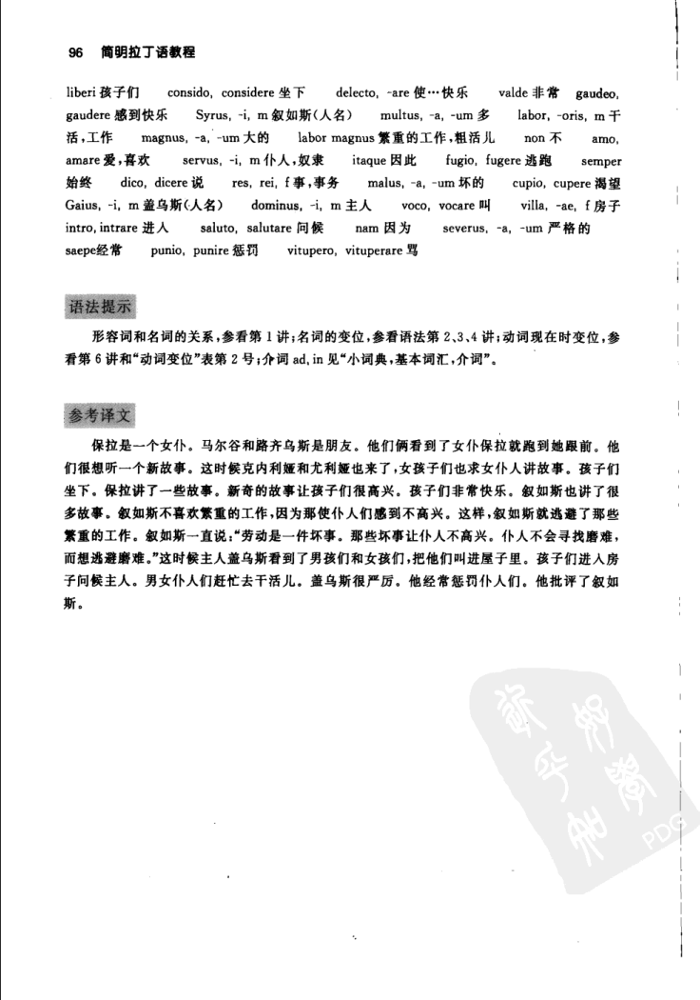 96 简明拉丁语教程
liberi 孩子们 consido, considere 坐下 delecto, -are 使…快乐 valde 非常 gaudeo,
gaudere 感到快乐 Syrus, -i, m 叙如斯(人名) multus, -a, -um 多 labor, -oris, m 干
活,工作 magnus, -a, -um 大的 labor magnus 繁重的工作,粗活儿 non 不 amo,
amare 爱,喜欢 servus, -i, m 仆人,奴隶 itaque 因此 fugio, fugere 逃跑 semper
始终 dico, dicere 说 res, rei, f 事,事务 malus, -a, -um 坏的 cupio, cupere 渴望
Gaius, -i, m 盖乌斯(人名) dominus, -i, m 主人 voco, vocare 叫 villa, -ae, f 房子
intro, intrare 进入 saluto, salutare 问候 nam 因为 severus, -a, -um 严格的
saepe经常 punio, punire 惩罚 vitupero, vituperare 骂
语法提示
形容词和名词的关系,参看第 1 讲;名词的变位,参看语法第 2、3、4 讲;动词现在时变位,参
看第 6 讲和“动词变位”表第 2 号;介词 ad, in 见“小词典,基本词汇,介词”。
参考译文
保拉是一个女仆。马尔谷和路齐乌斯是朋友。他们俩看到了女仆保拉就跑到她跟前。他
们很想听一个新故事。这时候克内利娅和尤利娅也来了,女孩子们也求女仆人讲故事。孩子们
坐下。保拉讲了一些故事。新奇的故事让孩子们很高兴。孩子们非常快乐。叙如斯也讲了很
多故事。叙如斯不喜欢繁重的工作,因为那使仆人们感到不高兴。这样,叙如斯就逃避了那些
繁重的工作。叙如斯一直说:“劳动是一件坏事。那些坏事让仆人不高兴。仆人不会寻找磨难,
而想逃避磨难。”这时候主人盖乌斯看到了男孩们和女孩们,把他们叫进屋子里。孩子们进入房
子问候主人。男女仆人们赶忙去干活儿。盖乌斯很严厉。他经常惩罚仆人们。他批评了叙如
斯。
PDG